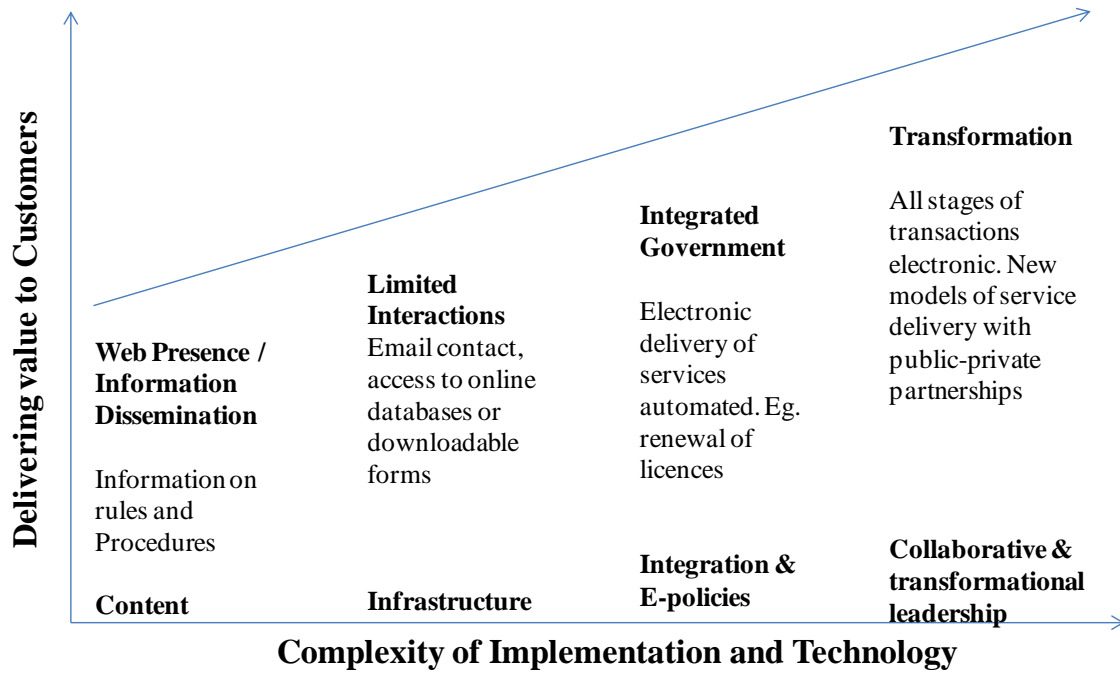 Delivering value to Customers
Web Presence /
Information
Dissemination
Information on
rules and
Procedures
Content
Limited
Interactions
Email contact,
access to online
databases or
downloadable
forms
Infrastructure
Integrated
Government
Electronic
delivery of
services
automated. Eg.
renewal of
licences
Integration &
E-policies
Transformation
All stages of
transactions
electronic. New
models of service
delivery with
public-private
partnerships
Collaborative &
transformational
leadership
Complexity of Implementation and Technology